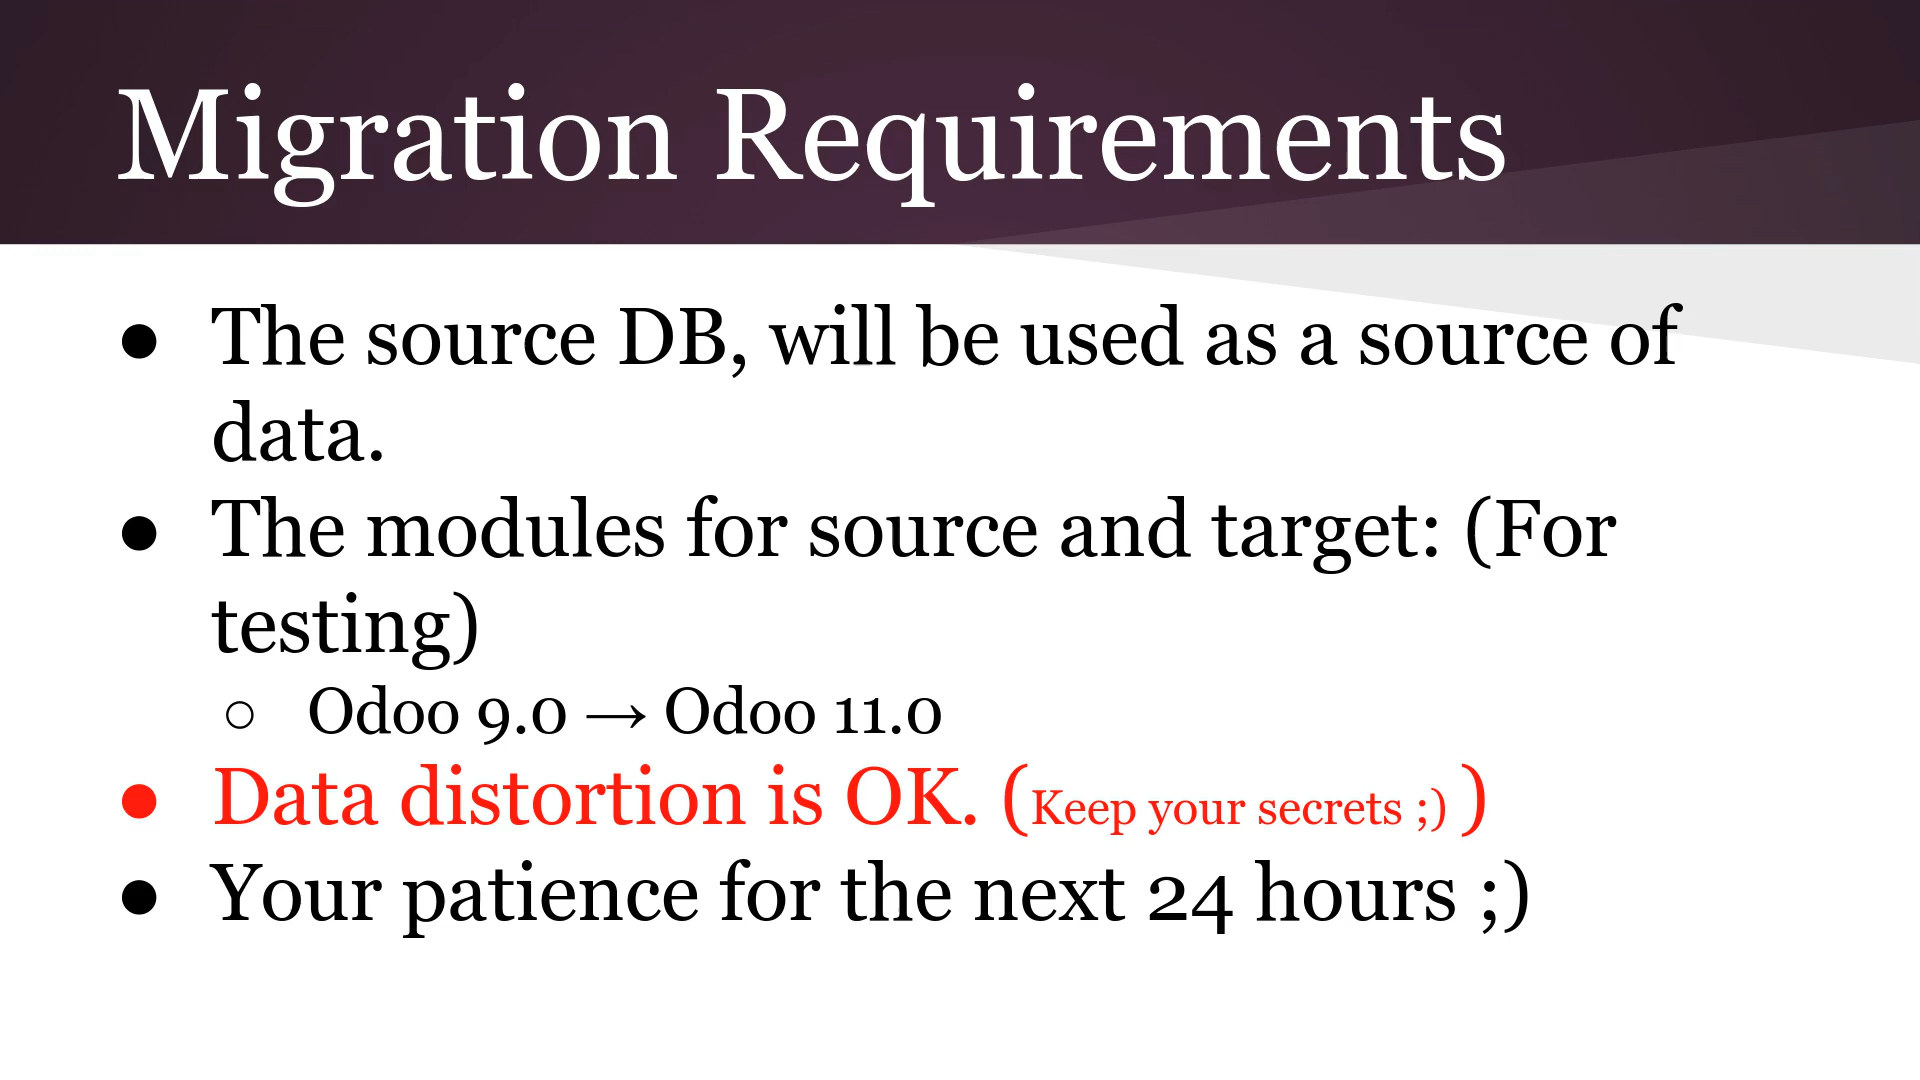 Migration Requirements
● The source DB, will be used as a source of
data.
● The modules for source and target: (For
testing)
○ Odoo 9.0 → Odoo 11.0
● Data distortion is OK. (Keep your secrets ;) )
● Your patience for the next 24 hours ;)